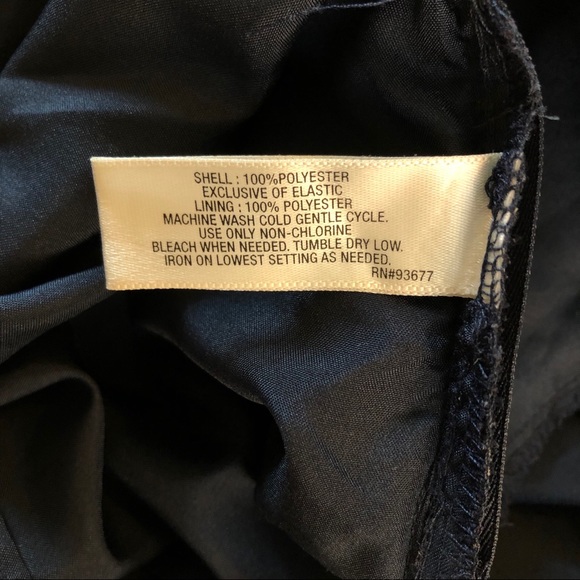 SHELL : 100%POLYESTER
EXCLUSIVE OF ELASTIC
LINING : 100% POLYESTER
MACHINE WASH COLD GENTLE CYCLE.
USE ONLY NON-CHLORINE
BLEACH WHEN NEEDED. TUMBLE DRY LOW.
IRON ON LOWEST SETTING AS NEEDED.
RN#93677